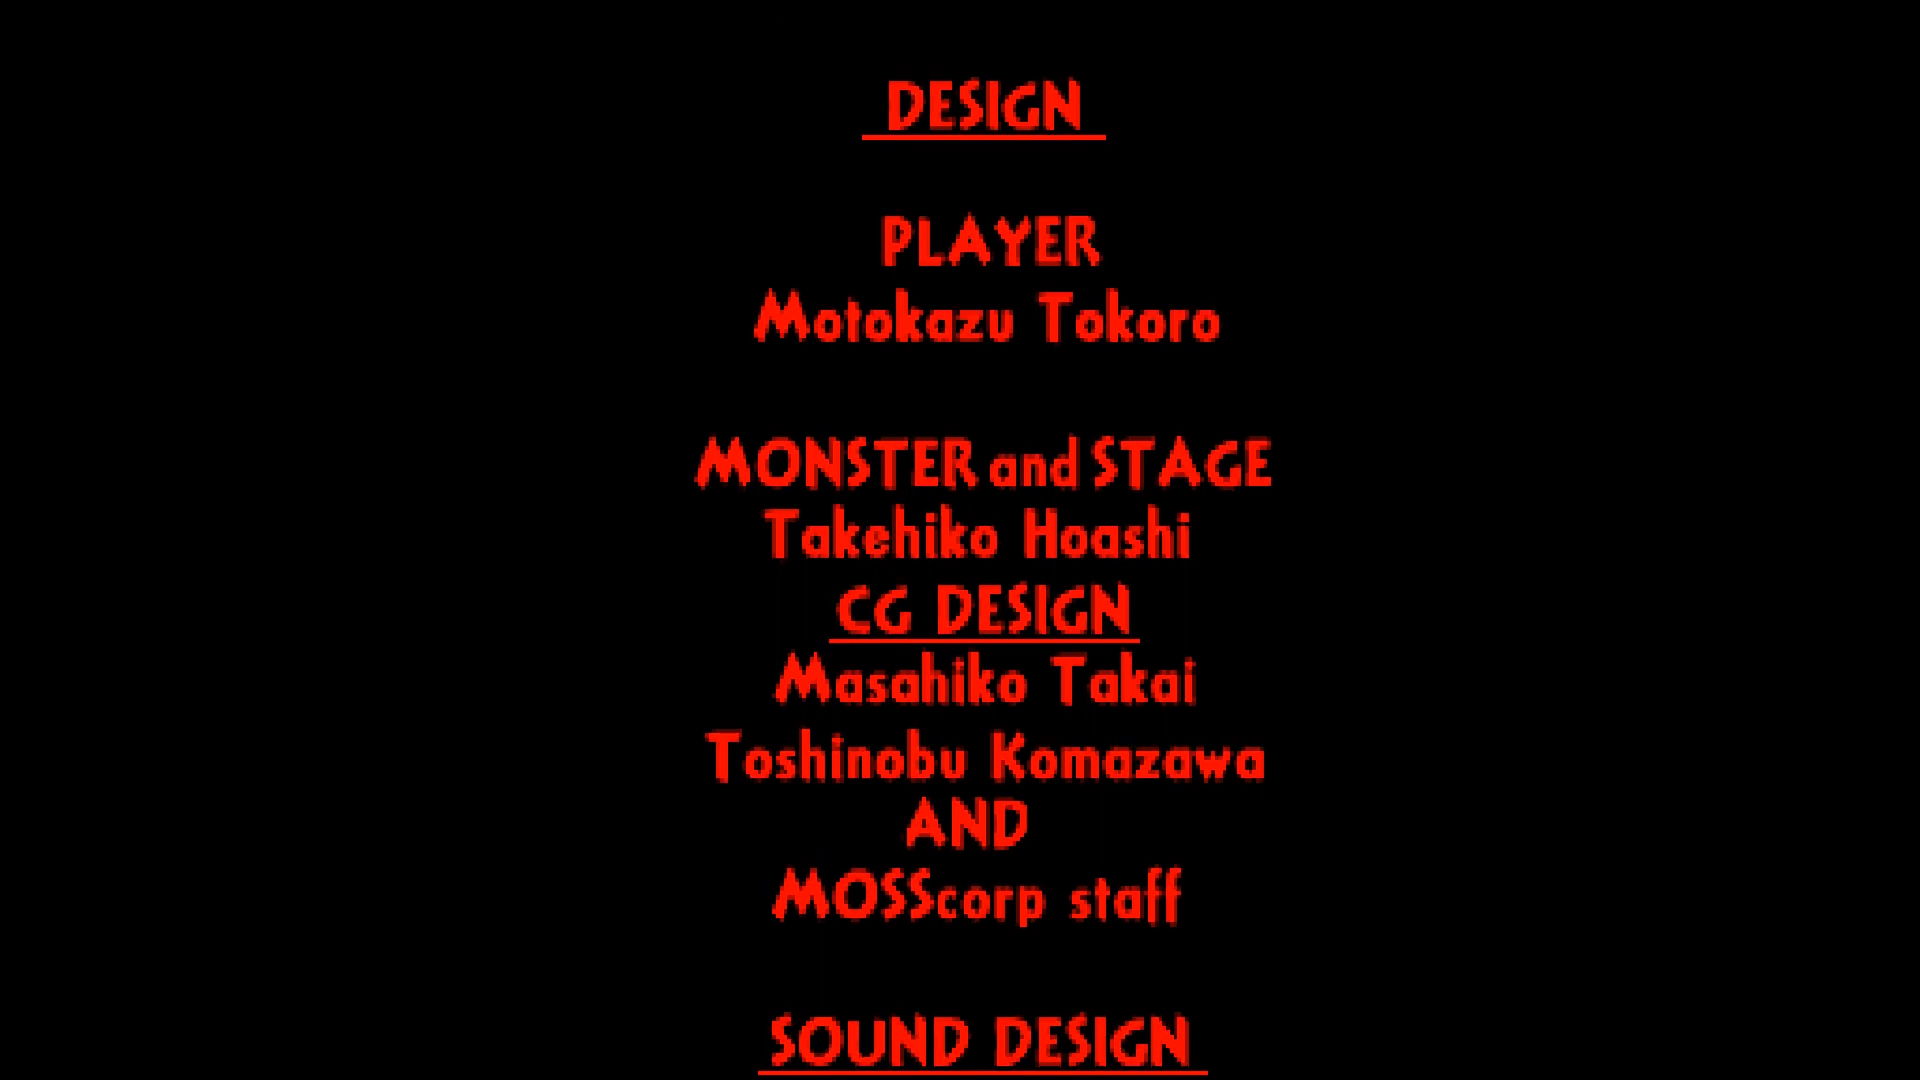 DESIGN
PLAYER
Motokazu Tokoro
MONSTER and STAGE
Takehiko Hoashi
CG DESIGN
Masahiko Takai
Toshinobu Komazawa
AND
MOSScorp staff
SOUND DESIGN